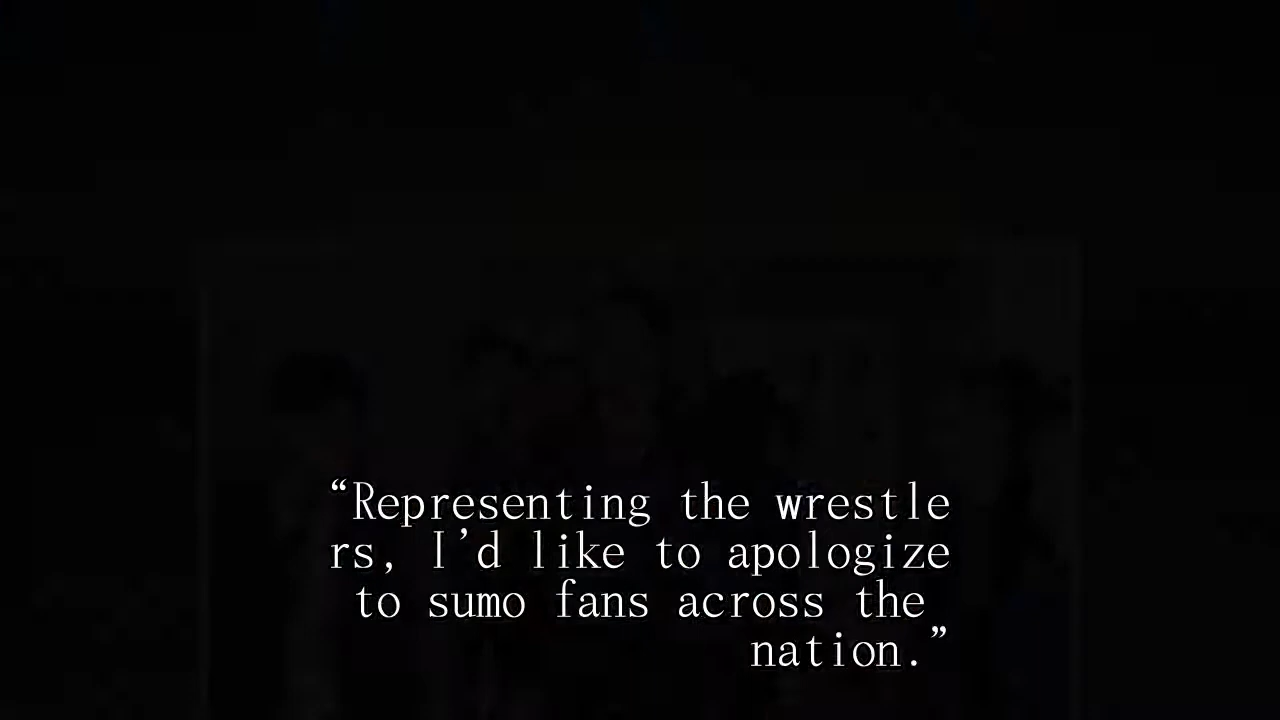 “Representing the wrestle
rs, I’d like to apologize
to sumo fans across the
nation.”